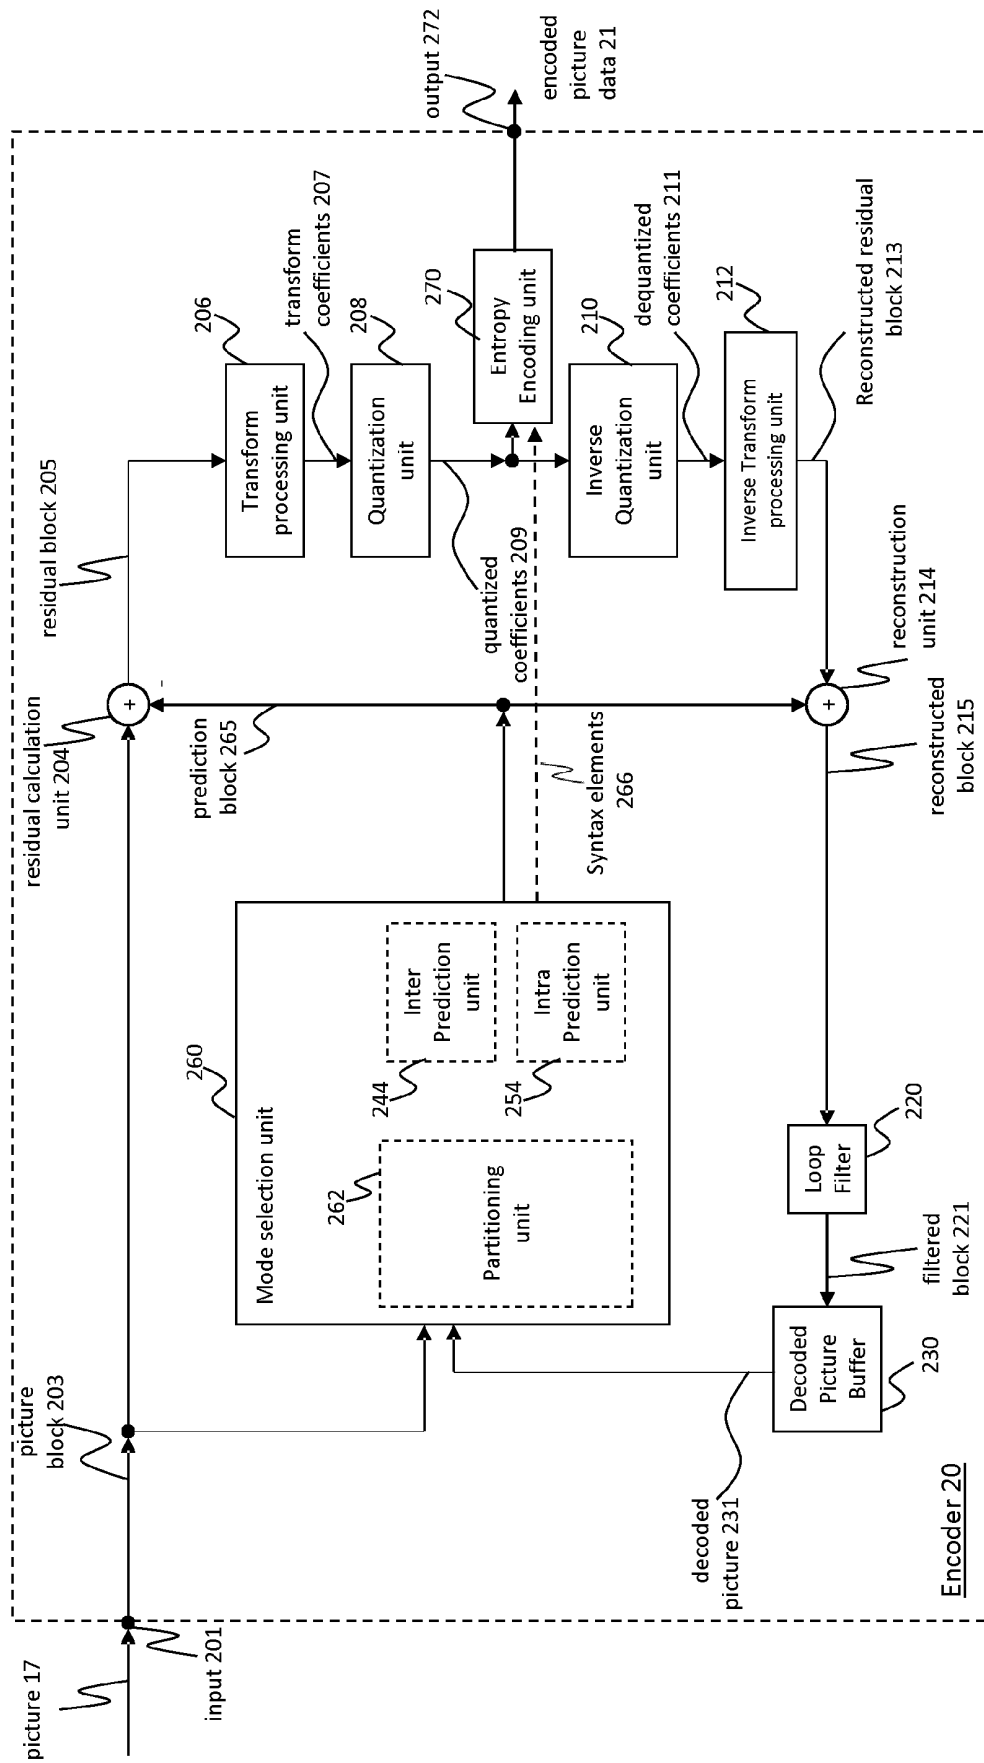 picture 17
input 201
picture
block 203
residual calculation
unit 204
+
-
residual block 205
206
Transform
processing unit
transform
coefficients 207
208
Quantization
unit
quantized
coefficients 209
270
Entropy
Encoding unit
output 272
encoded
picture
data 21
210
Inverse
Quantization
unit
dequantized
coefficients 211
212
Inverse Transform
processing unit
Reconstructed residual
block 213
reconstruction
unit 214
+
reconstructed
block 215
prediction
block 265
Syntax elements
266
260
Mode selection unit
262
Partitioning
unit
244
Inter
Prediction
unit
254
Intra
Prediction
unit
220
Loop
Filter
filtered
block 221
Decoded
Picture
Buffer
230
decoded
picture 231
Encoder 20